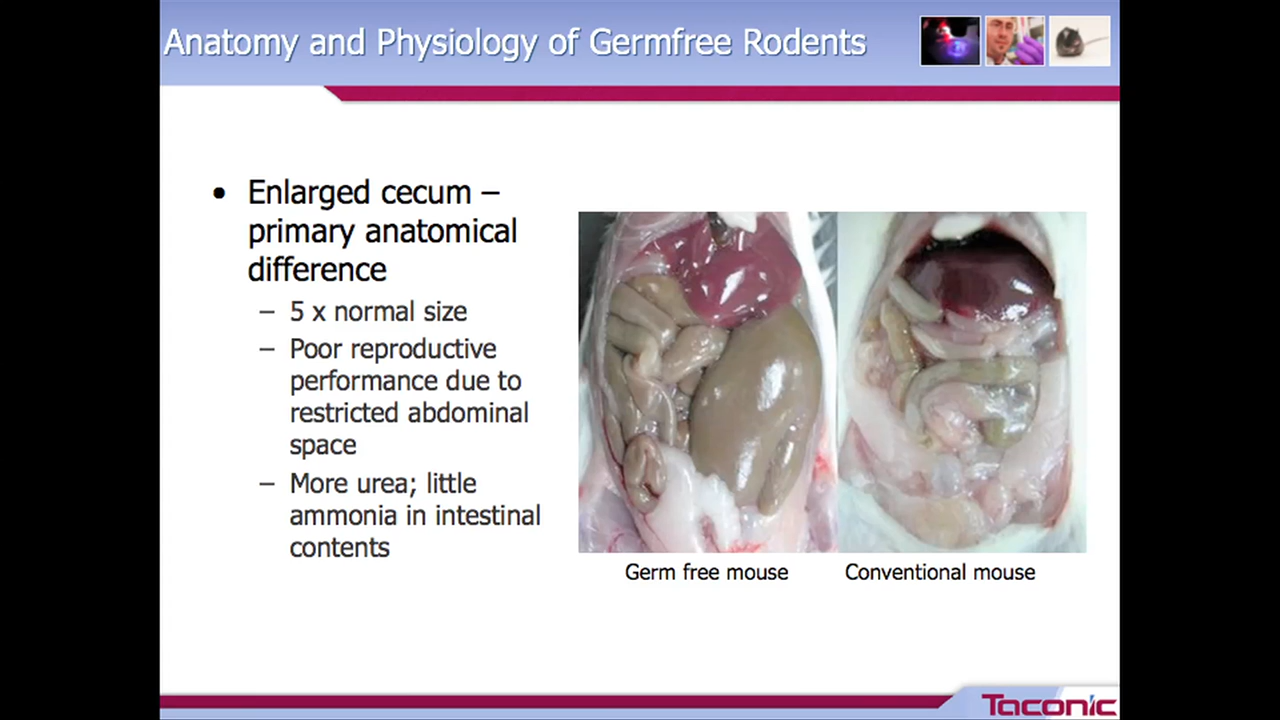 Anatomy and Physiology of Germfree Rodents
• Enlarged cecum –
primary anatomical
difference
– 5 x normal size
– Poor reproductive
performance due to
restricted abdominal
space
– More urea; little
ammonia in intestinal
contents
Germ free mouse
Conventional mouse
Taconic